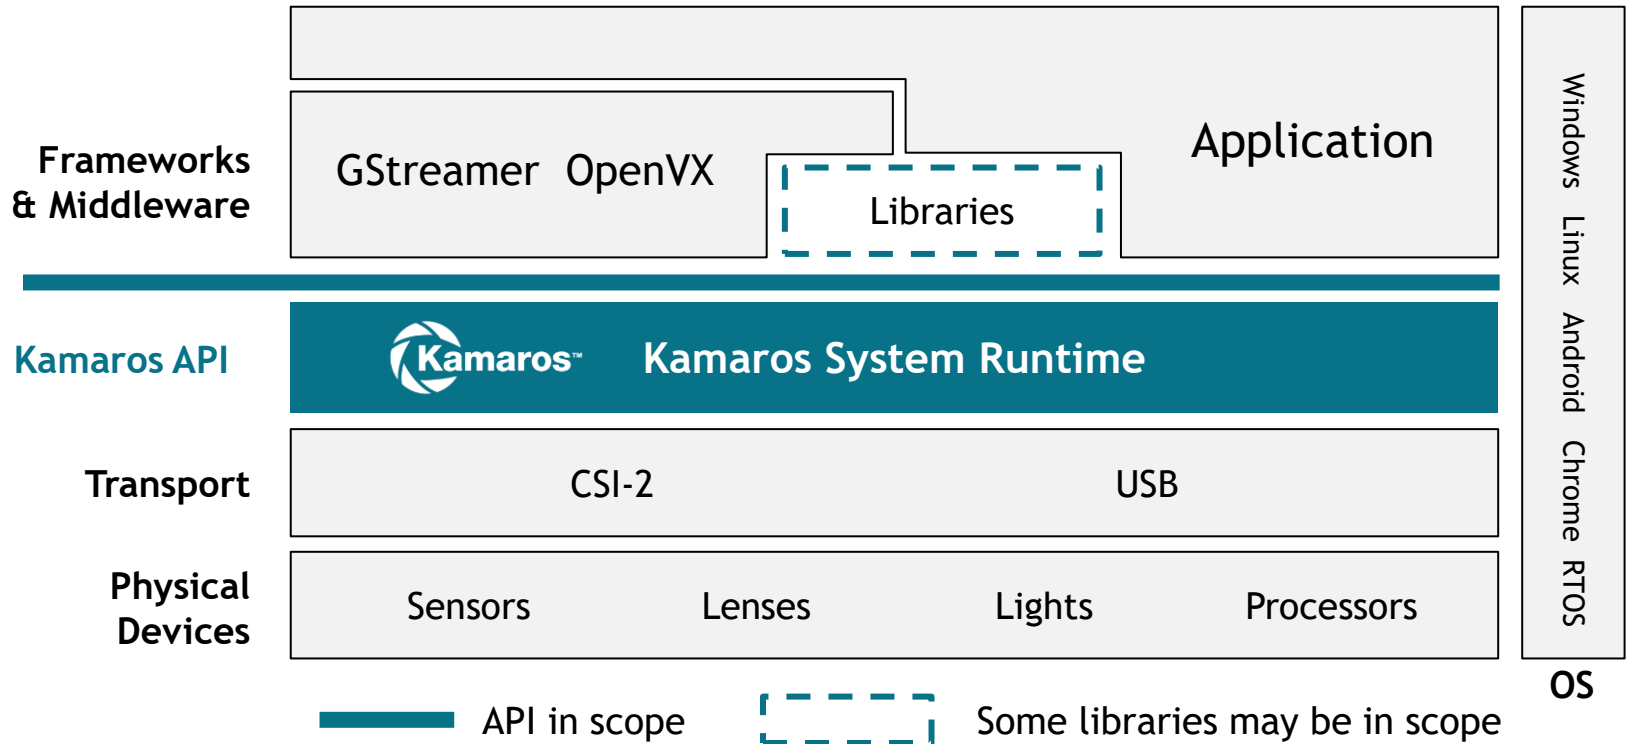 Frameworks
& Middleware
GStreamer OpenVX
Libraries
Application
Kamaros API
Kamaros™
Kamaros System Runtime
Transport
CSI-2
USB
Physical
Devices
Sensors
Lenses
Lights
Processors
Windows Linux Android Chrome RTOS
OS
API in scope
Some libraries may be in scope